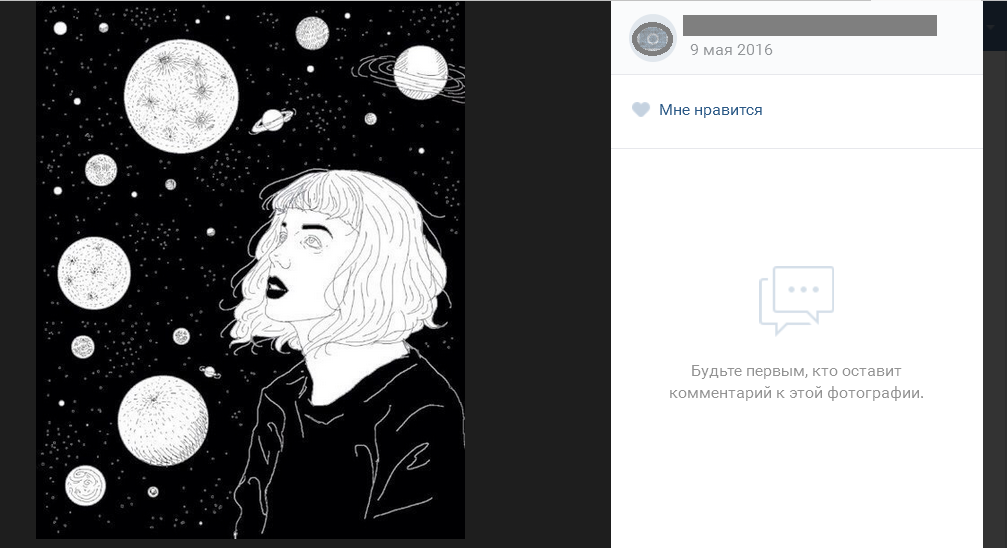 9 мая 2016
Мне нравится
Будьте первым, кто оставит
комментарий к этой фотографии.